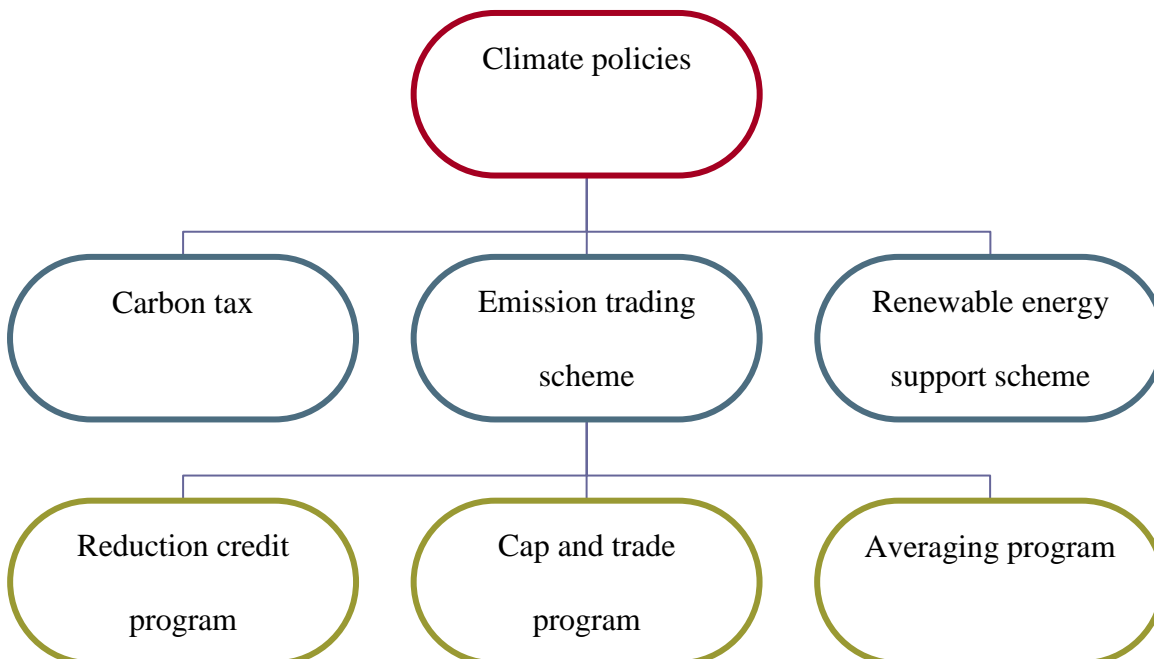 Climate policies
Carbon tax
Emission trading
scheme
Renewable energy
support scheme
Reduction credit
program
Cap and trade
program
Averaging program